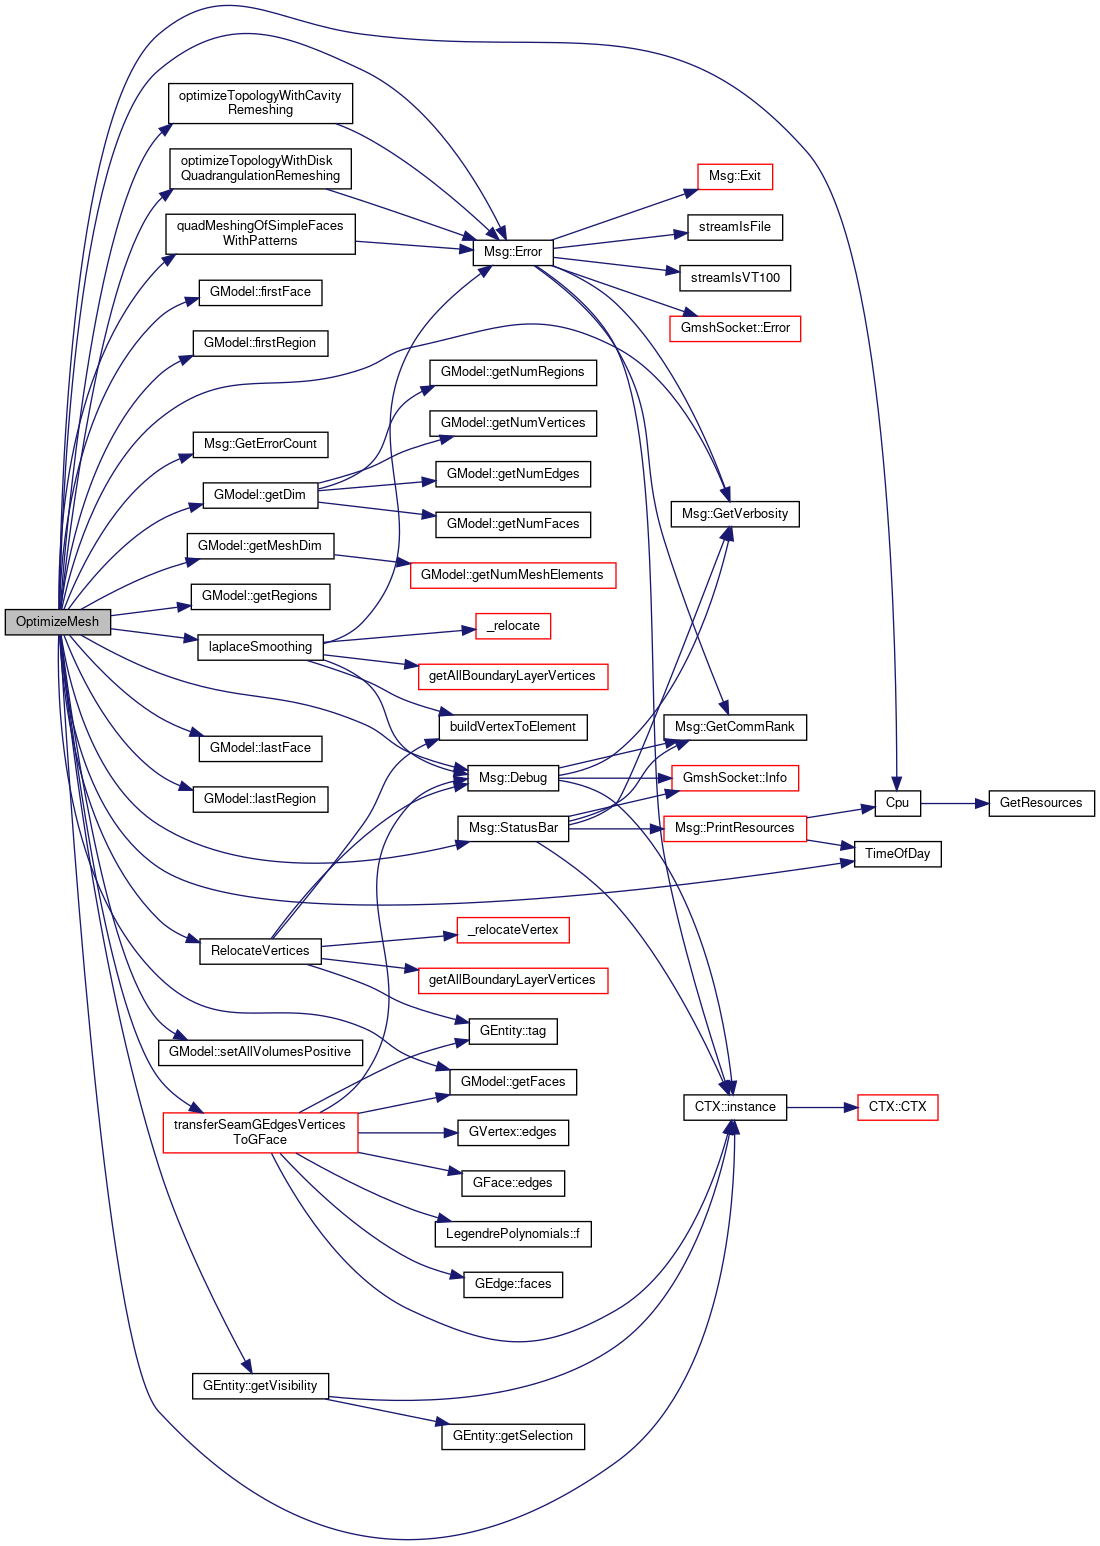 optimizeTopologyWithCavity
Remeshing
optimizeTopologyWithDisk
QuadrangulationRemeshing
Msg::Exit
quadMeshingOfSimpleFaces
WithPatterns
streamIsFile
Msg::Error
streamIsVT100
GModel::firstFace
GmshSocket::Error
GModel::firstRegion
GModel::getNumRegions
GModel::getNumVertices
Msg::GetErrorCount
GModel::getNumEdges
GModel::getDim
Msg::GetVerbosity
GModel::getNumFaces
GModel::getMeshDim
GModel::getNumMeshElements
GModel::getRegions
OptimizeMesh
_relocate
laplaceSmoothing
getAllBoundaryLayerVertices
buildVertexToElement
Msg::GetCommRank
GModel::lastFace
Msg::Debug
GmshSocket::Info
GModel::lastRegion
Cpu
GetResources
Msg::StatusBar
Msg::PrintResources
TimeOfDay
_relocateVertex
RelocateVertices
getAllBoundaryLayerVertices
GEntity::tag
GModel::setAllVolumesPositive
GModel::getFaces
CTX::instance
CTX::CTX
transferSeamGEdgesVertices
ToGFace
GVertex::edges
GFace::edges
LegendrePolynomials::f
GEdge::faces
GEntity::getVisibility
GEntity::getSelection